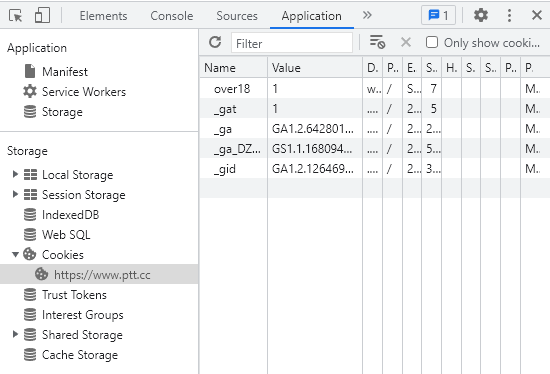 Elements Console Sources Application » 1
Application
Manifest
Service Workers
Storage
Storage
Local Storage
Session Storage
IndexedDB
Web SQL
Cookies
https://www.ptt.cc
Trust Tokens
Interest Groups
Shared Storage
Cache Storage
Filter Only show cooki...
Name Value D. P.. E. S.. H. S. S. P.. P.
over18 1 w... / S... 7 M..
_gat 1 .... / 2... 5 M..
_ga GA1.2.642801... .... / 2... 2... M..
_ga_DZ... GS1.1.168094... .... / 2... 5... M..
_gid GA1.2.126469... .... / 2... 3... M..